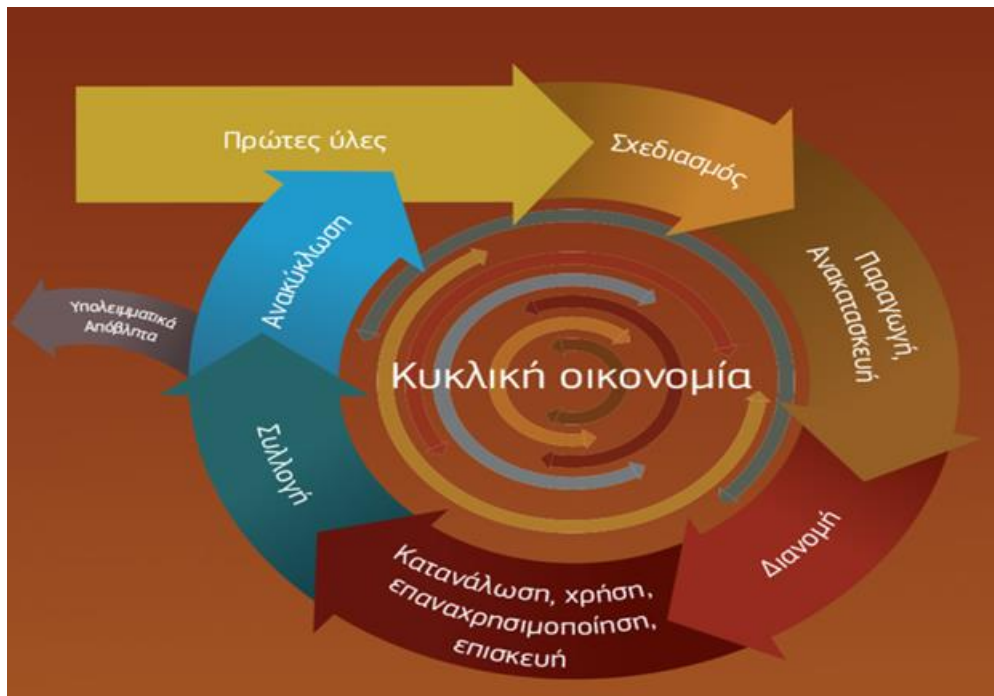 Πρώτες ύλες
Σχεδιασμός
Παραγωγή,
Ανακατασκευή
Διανομή
Κατανάλωση, χρήση,
επαναχρησιμοποίηση,
επισκευή
Συλλογή
Ανακύκλωση
Υπολειμματικά
Απόβλητα
Κυκλική οικονομία